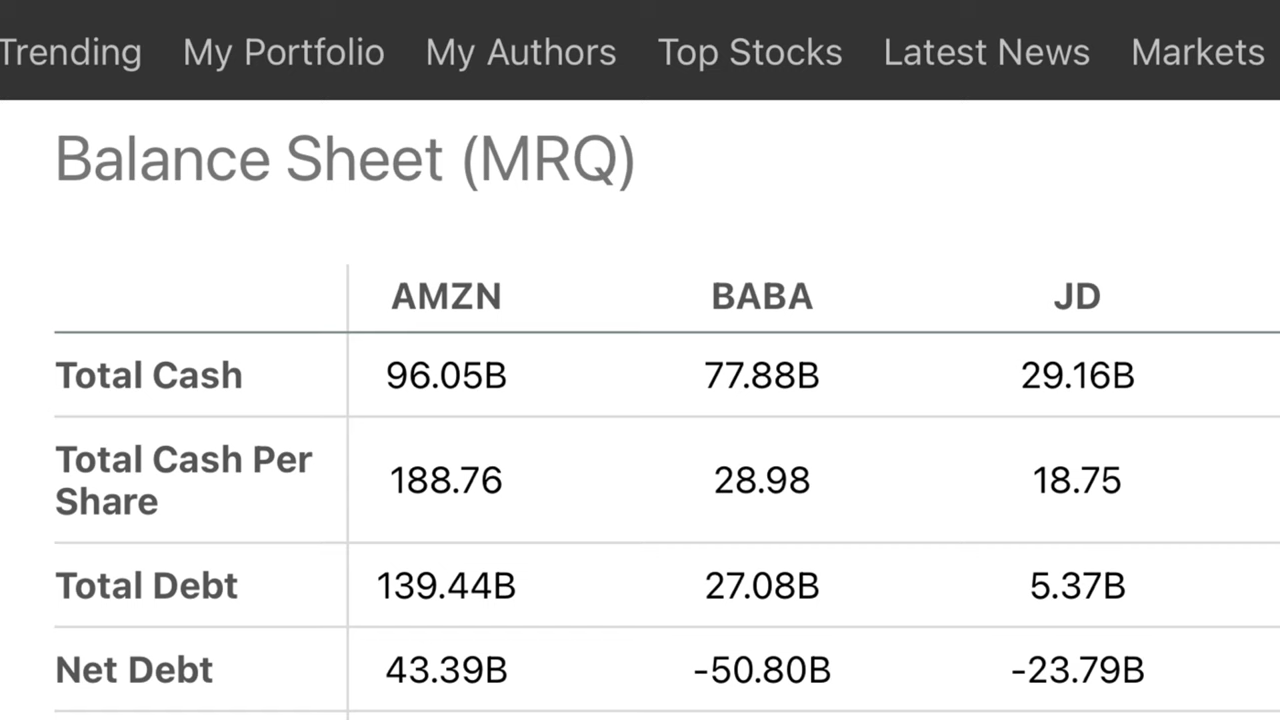 Trending My Portfolio My Authors Top Stocks Latest News Markets
Balance Sheet (MRQ)
AMZN BABA JD
Total Cash 96.05B 77.88B 29.16B
Total Cash Per
Share 188.76 28.98 18.75
Total Debt 139.44B 27.08B 5.37B
Net Debt 43.39B -50.80B -23.79B